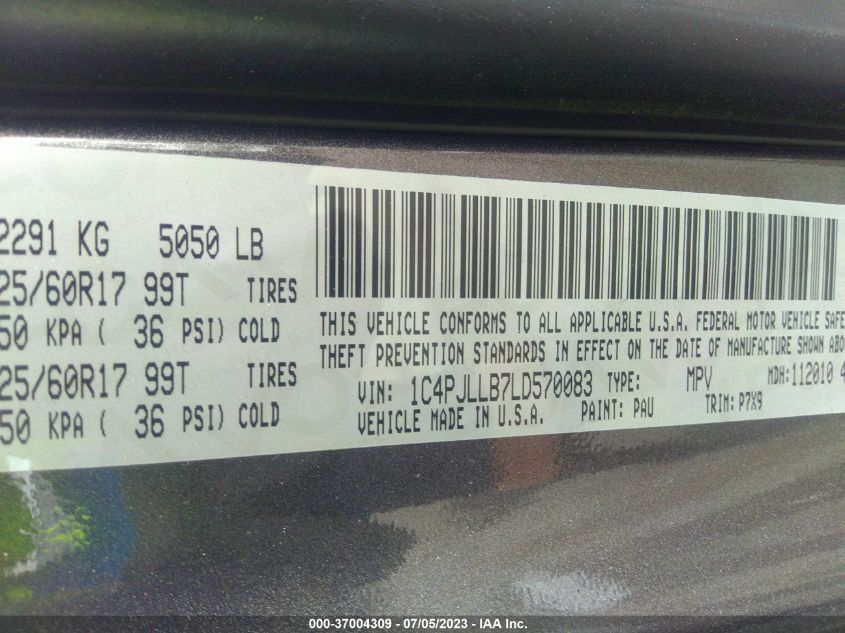 2291 KG 5050 LB
25/60R17 99T TIRES
50 KPA ( 36 PSI) COLD
25/60R17 99T TIRES
50 KPA ( 36 PSI) COLD
THIS VEHICLE CONFORMS TO ALL APPLICABLE U.S.A. FEDERAL MOTOR VEHICLE SAFE
THEFT PREVENTION STANDARDS IN EFFECT ON THE DATE OF MANUFACTURE SHOWN ABO
VIN: 1C4PJLLB7LD570083 TYPE: MPV MDH:112010 4
VEHICLE MADE IN U.S.A. PAINT: PAU TRIM: P7X9
000-37004309 - 07/05/2023 - IAA Inc.